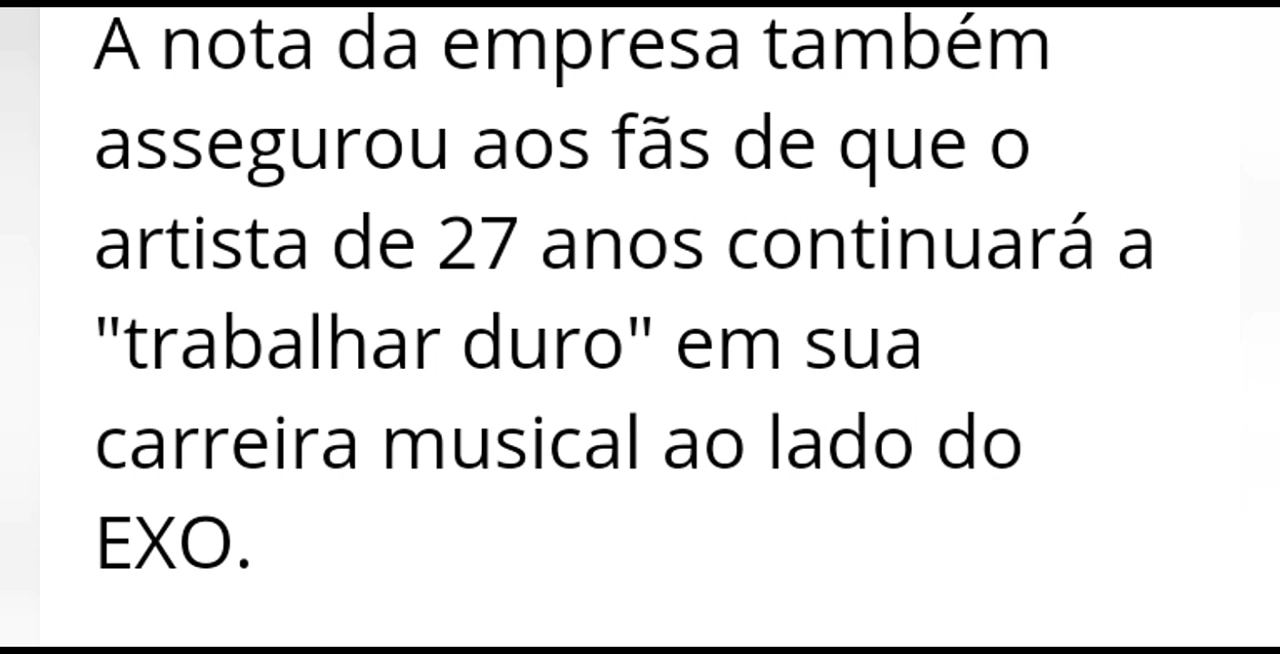 A nota da empresa também
assegurou aos fãs de que o
artista de 27 anos continuará a
"trabalhar duro" em sua
carreira musical ao lado do
EXO.